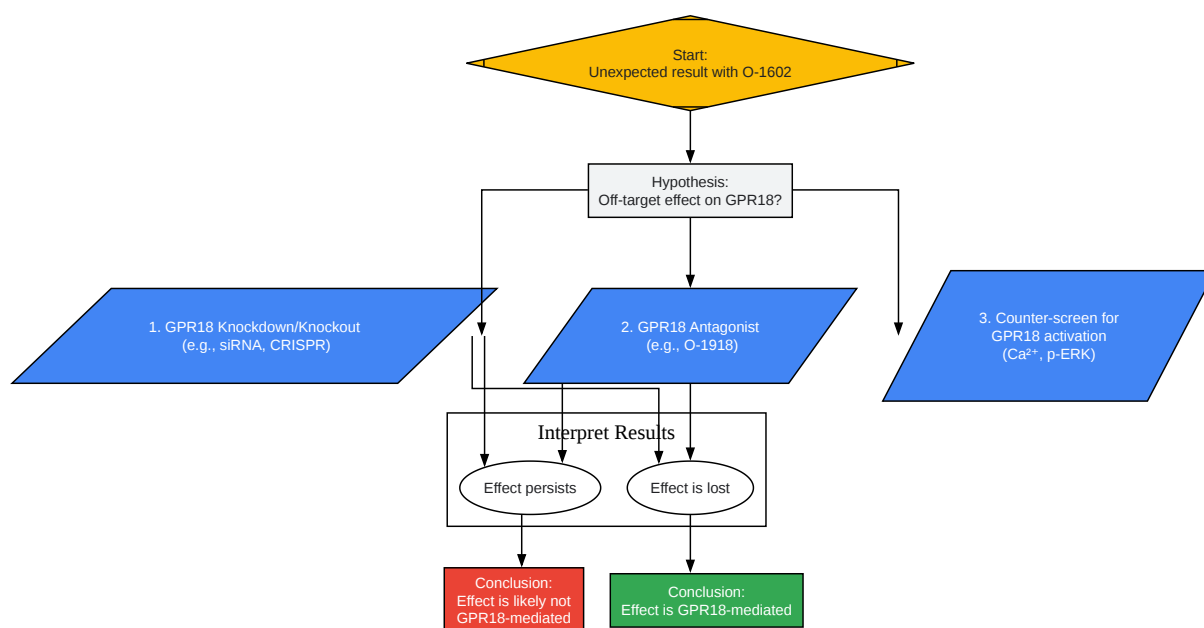 Start:
Unexpected result with O-1602
Hypothesis:
Off-target effect on GPR18?
1. GPR18 Knockdown/Knockout
(e.g., siRNA, CRISPR)
2. GPR18 Antagonist
(e.g., O-1918)
3. Counter-screen for
GPR18 activation
(Ca²⁺, p-ERK)
Interpret Results
Effect persists
Effect is lost
Conclusion:
Effect is likely not
GPR18-mediated
Conclusion:
Effect is GPR18-mediated